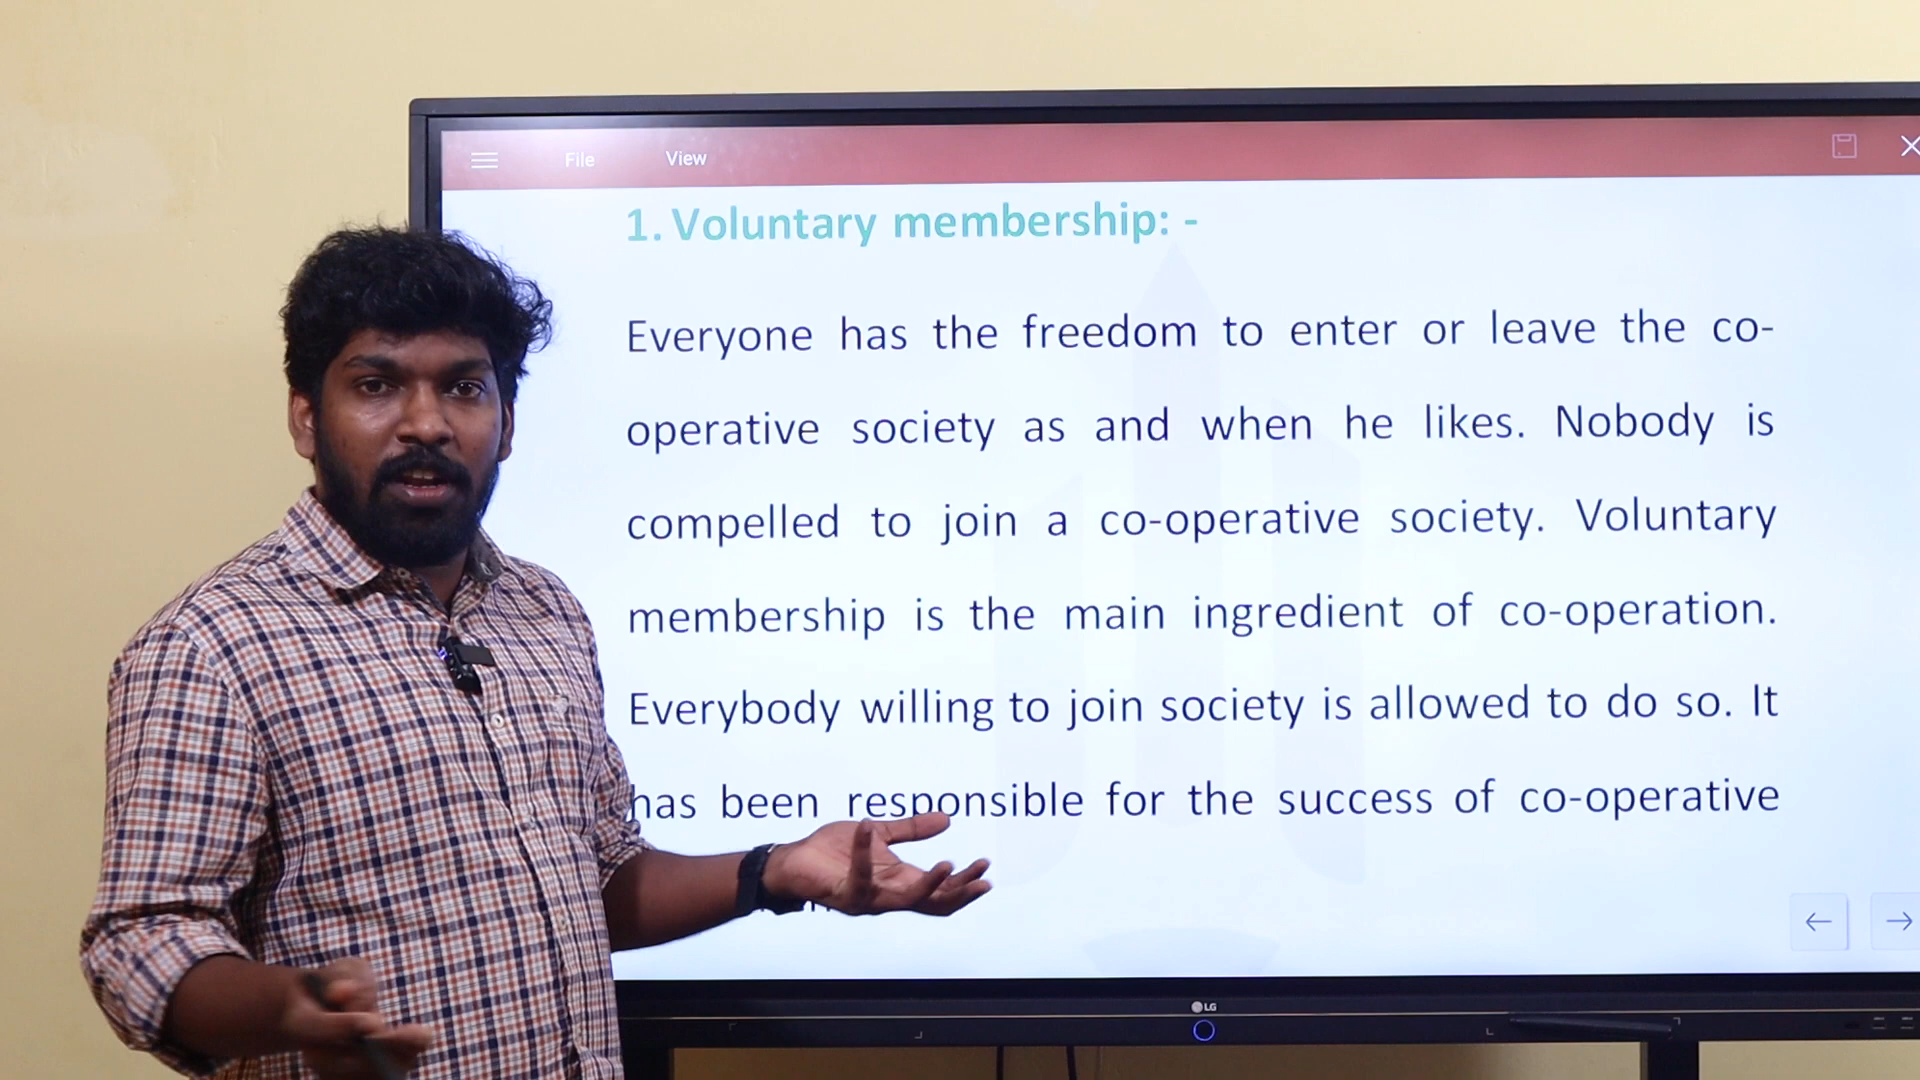 File View
1. Voluntary membership: -
Everyone has the freedom to enter or leave the co-
operative society as and when he likes. Nobody is
compelled to join a co-operative society. Voluntary
membership is the main ingredient of co-operation.
Everybody willing to join society is allowed to do so. It
has been responsible for the success of co-operative
LG